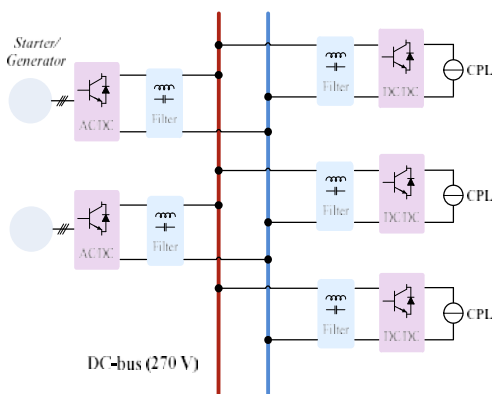 Starter/
Generator
AC/DC
Filter
AC/DC
Filter
Filter
DC/DC
CPL
Filter
DC/DC
CPL
Filter
DC/DC
CPL
DC-bus (270 V)